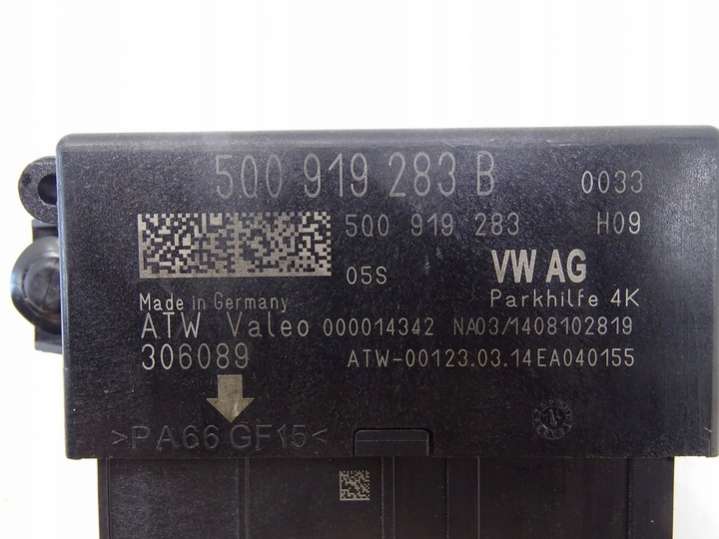 5Q0 919 283 B 0033
5Q0 919 283 H09
05S VW AG
Made in Germany Parkhilfe 4K
ATW Valeo 000014342 NA03/1408102819
306089 ATW-00123.03.14EA040155
>PA66 GF15<